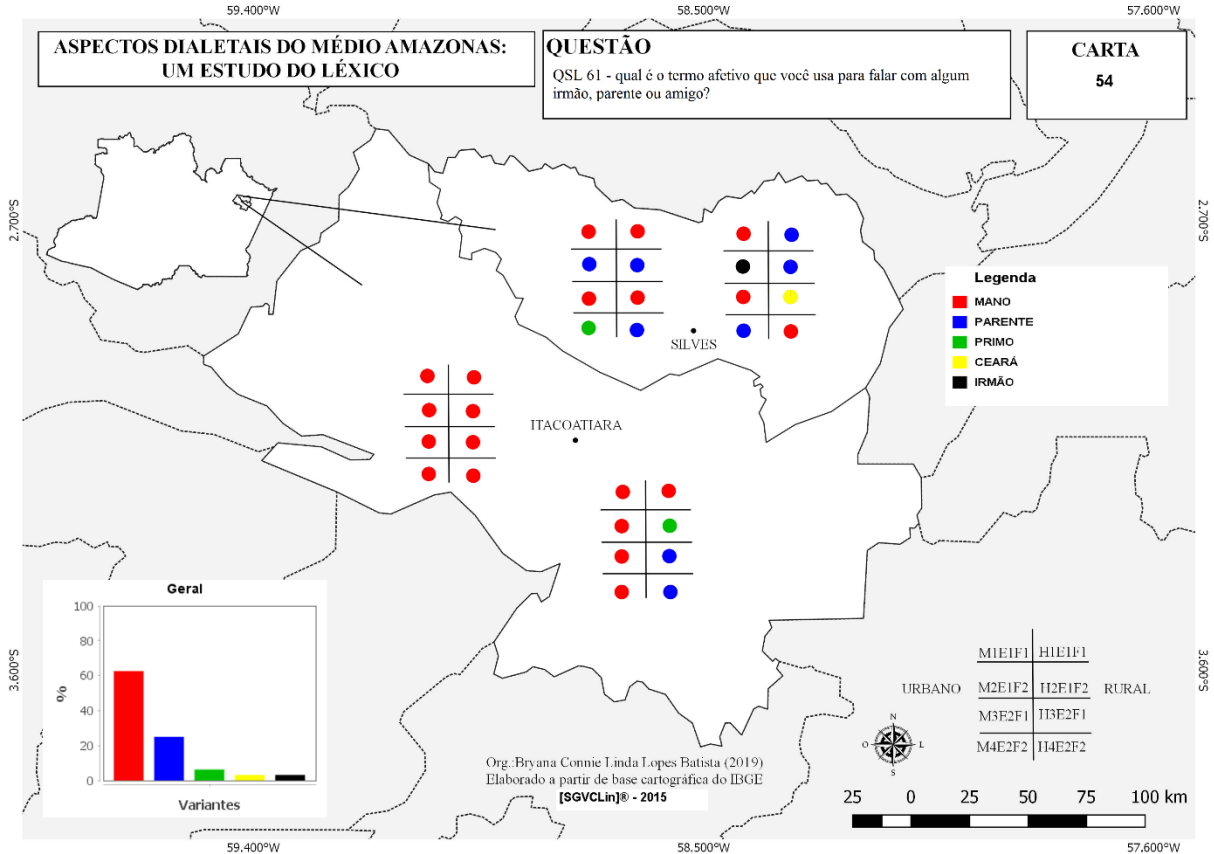 59.400°W
58.500°W
57.600°W
ASPECTOS DIALETAIS DO MÉDIO AMAZONAS:
UM ESTUDO DO LÉXICO
QUESTÃO
QSL 61 - qual é o termo afetivo que você usa para falar com algum
irmão, parente ou amigo?
CARTA
54
2.700°S
2.700°S
Legenda
MANO
PARENTE
PRIMO
CEARÁ
IRMÃO
SILVES
ITACOATIARA
Geral
100
80
60
40
20
0
%
Variantes
3.600°S
3.600°S
M1E1F1 H1E1F1
URBANO M2E1F2 H2E1F2 RURAL
M3E2F1 H3E2F1
M4E2F2 H4E2F2
N
O L
S
Org.:Bryana Connie Linda Lopes Batista (2019)
Elaborado a partir de base cartográfica do IBGE
[SGVCLin]® - 2015
25 0 25 50 75 100 km
59.400°W
58.500°W
57.600°W